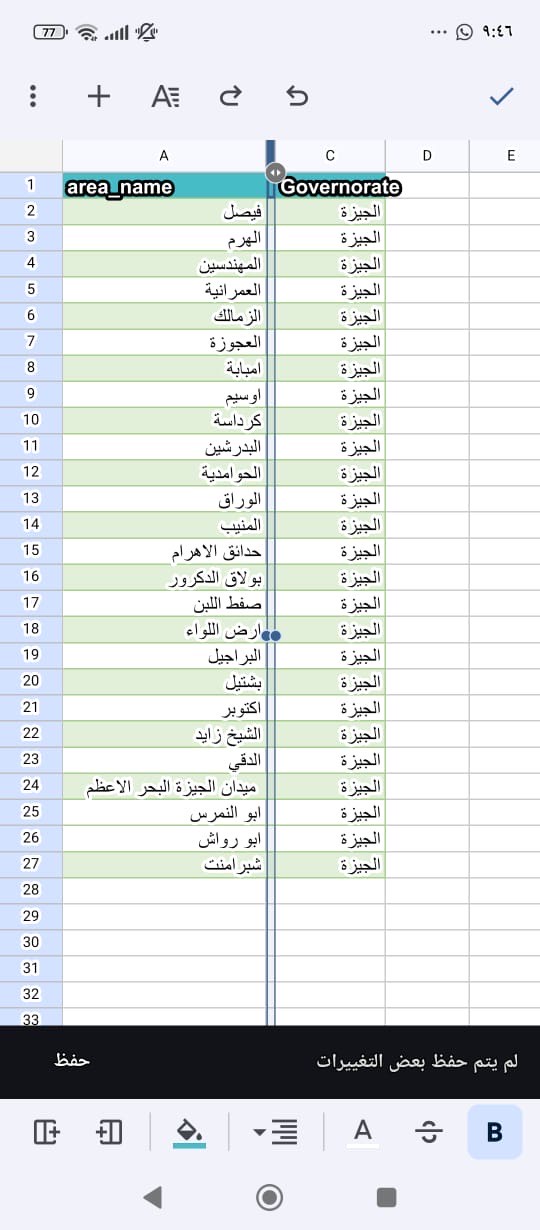 77 ٩:٤٦
A C D E
1 area_name Governorate
2 فيصل الجيزة
3 الهرم الجيزة
4 المهندسين الجيزة
5 العمرانية الجيزة
6 الزمالك الجيزة
7 العجوزة الجيزة
8 امبابة الجيزة
9 اوسيم الجيزة
10 كرداسة الجيزة
11 البدرشين الجيزة
12 الحوامدية الجيزة
13 الوراق الجيزة
14 المنيب الجيزة
15 حدائق الاهرام الجيزة
16 بولاق الدكرور الجيزة
17 صفط اللبن الجيزة
18 ارض اللواء الجيزة
19 البراجيل الجيزة
20 بشتيل الجيزة
21 اكتوبر الجيزة
22 الشيخ زايد الجيزة
23 الدقي الجيزة
24 ميدان الجيزة البحر الاعظم الجيزة
25 ابو النمرس الجيزة
26 ابو رواش الجيزة
27 شبرامنت الجيزة
28
29
30
31
32
33
لم يتم حفظ بعض التغييرات حفظ
A S B